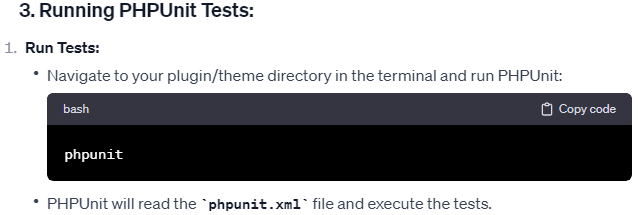 3. Running PHPUnit Tests:
1. Run Tests:
• Navigate to your plugin/theme directory in the terminal and run PHPUnit:
bash Copy code
phpunit
• PHPUnit will read the `phpunit.xml` file and execute the tests.